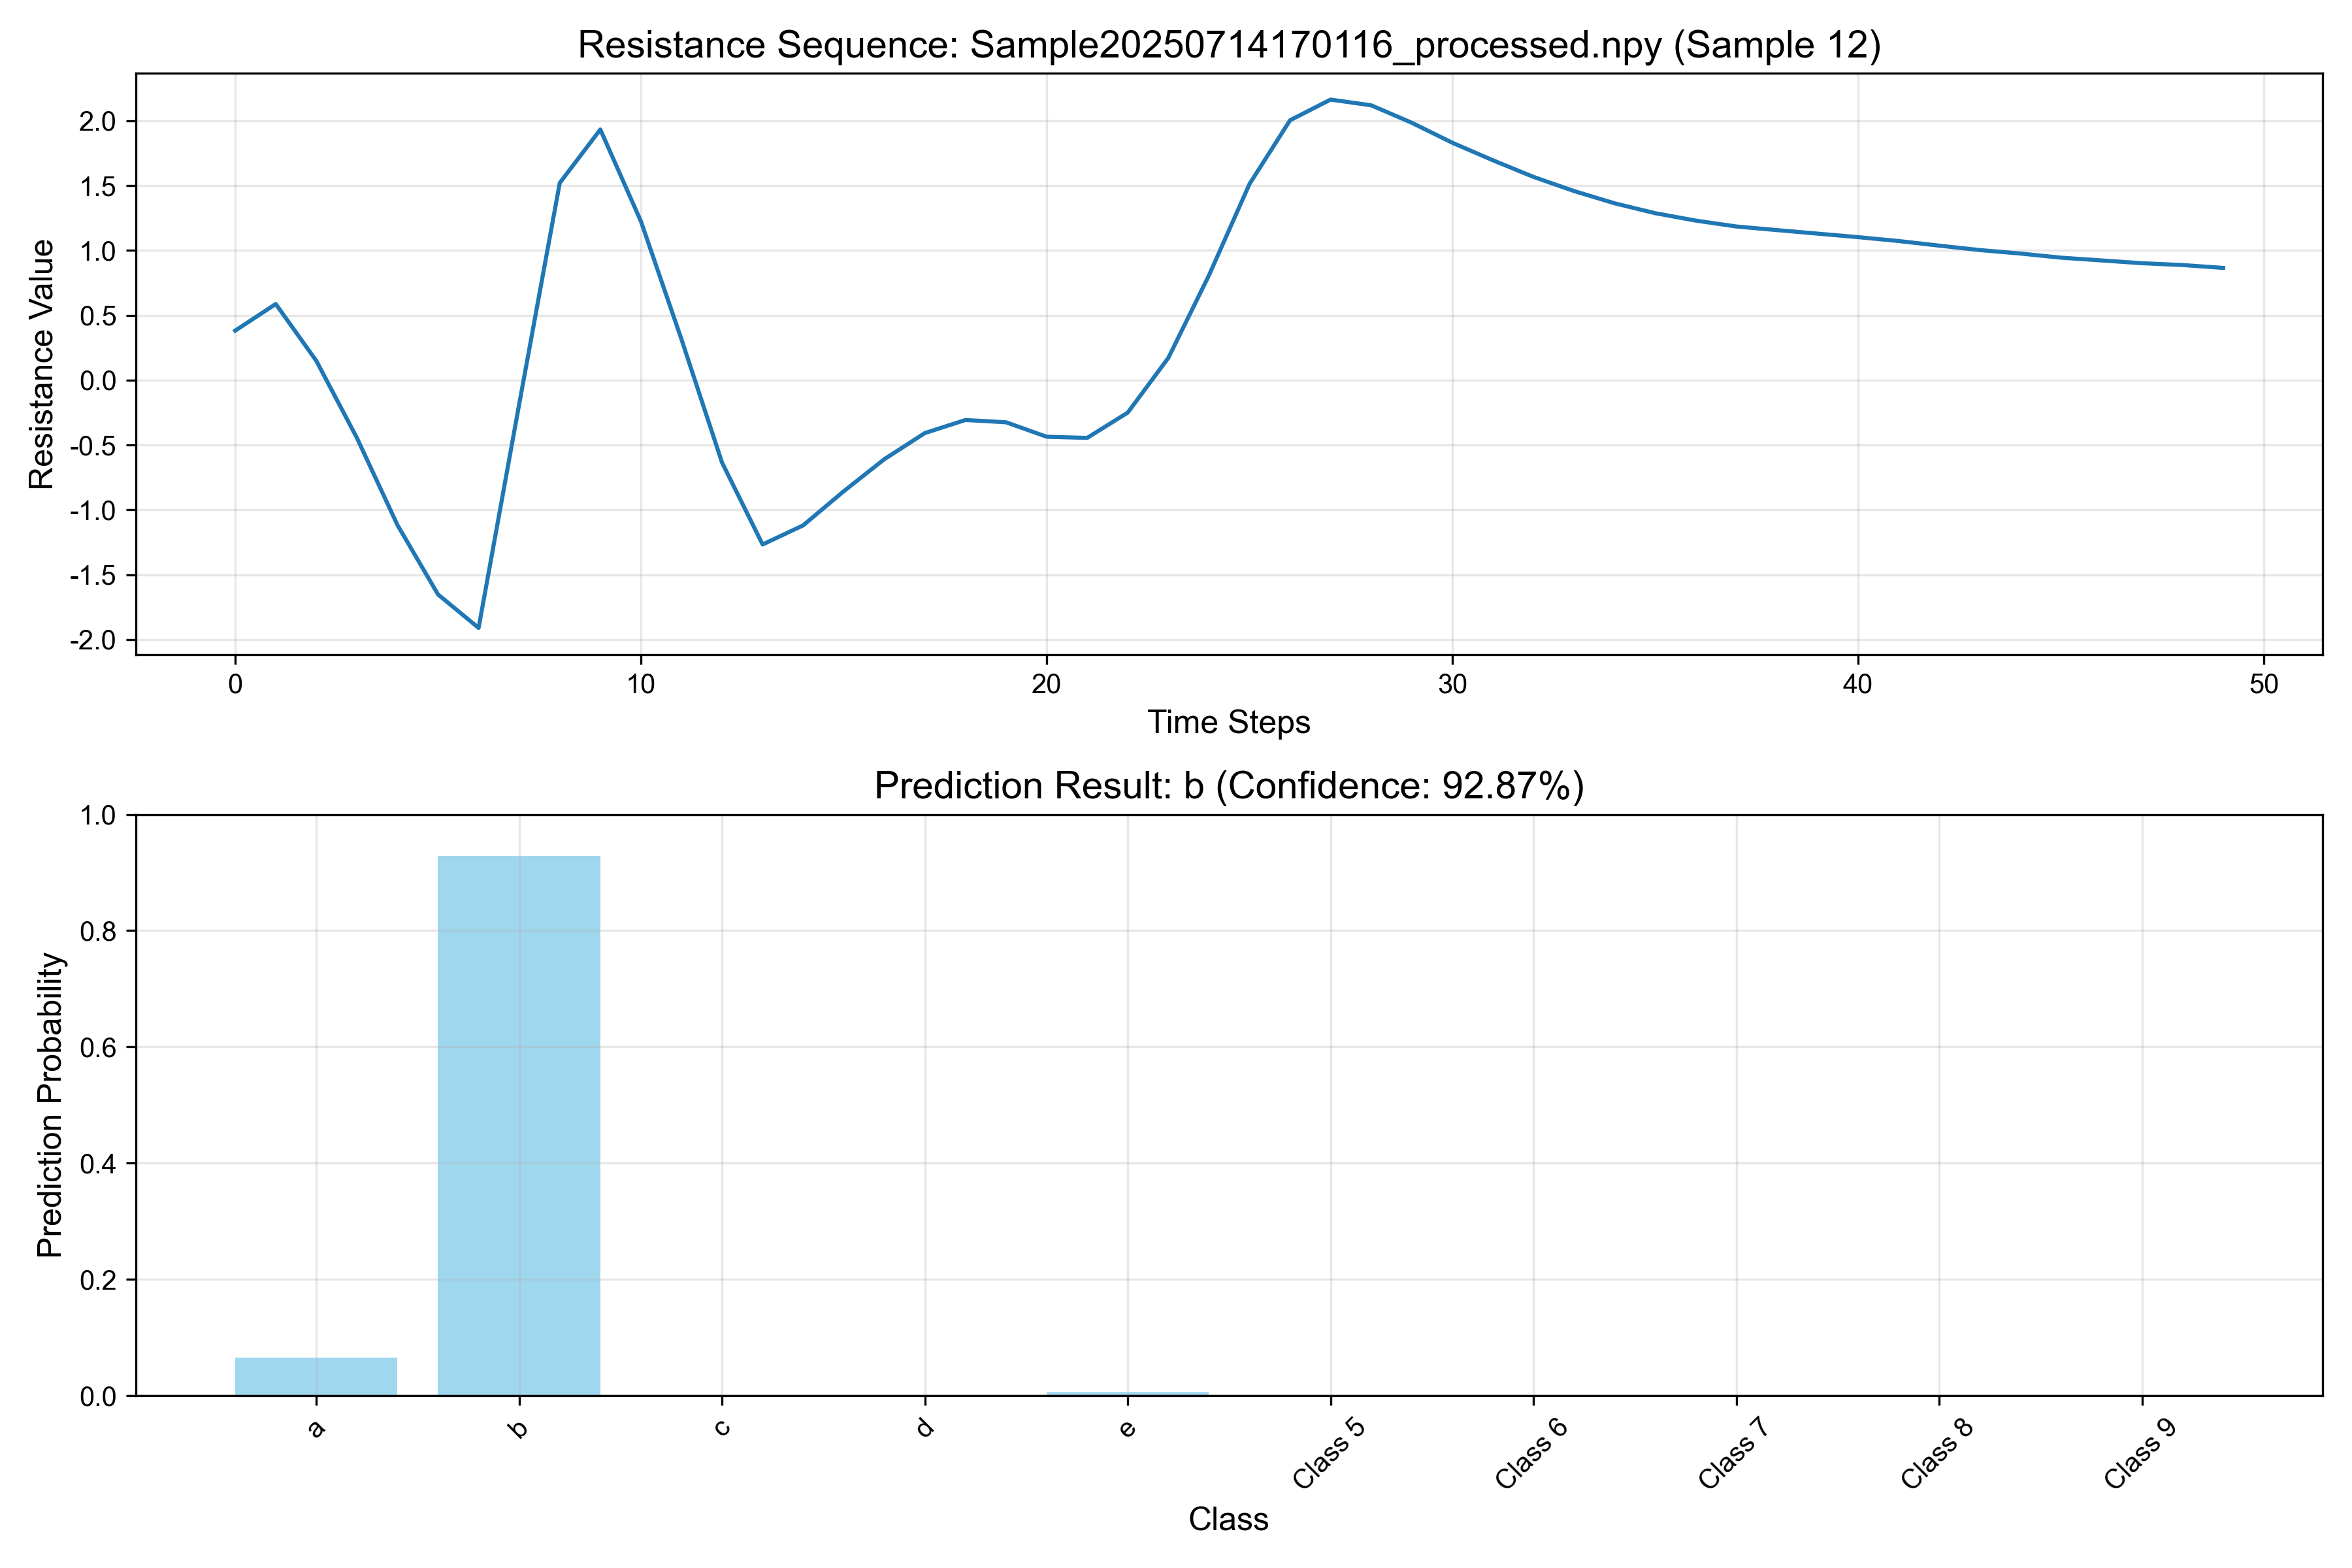 Resistance Sequence: Sample20250714170116_processed.npy (Sample 12)
Resistance Value
2.0
1.5
1.0
0.5
0.0
-0.5
-1.0
-1.5
-2.0
0 10 20 30 40 50
Time Steps
Prediction Result: b (Confidence: 92.87%)
Prediction Probability
1.0
0.8
0.6
0.4
0.2
0.0
a b c d e Class 5 Class 6 Class 7 Class 8 Class 9
Class